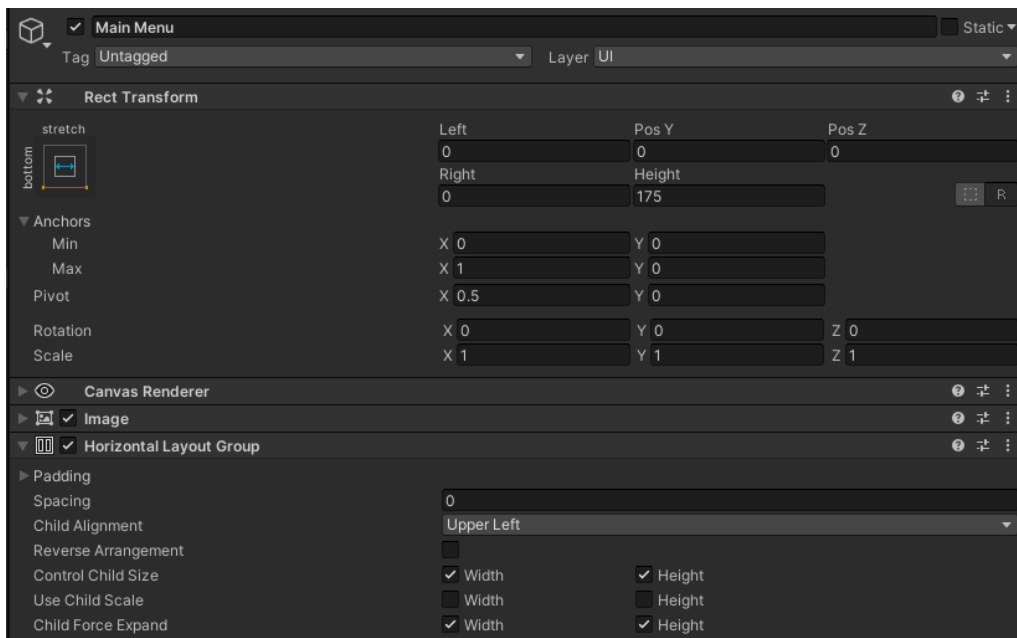 Main Menu Static
Tag Untagged Layer UI
Rect Transform
stretch
Left Pos Y Pos Z
bottom
0 0 0
Right Height
0 175 R
Anchors
Min X 0 Y 0
Max X 1 Y 0
Pivot X 0.5 Y 0
Rotation X 0 Y 0 Z 0
Scale X 1 Y 1 Z 1
Canvas Renderer
Image
Horizontal Layout Group
Padding
Spacing 0
Child Alignment Upper Left
Reverse Arrangement
Control Child Size Width Height
Use Child Scale Width Height
Child Force Expand Width Height